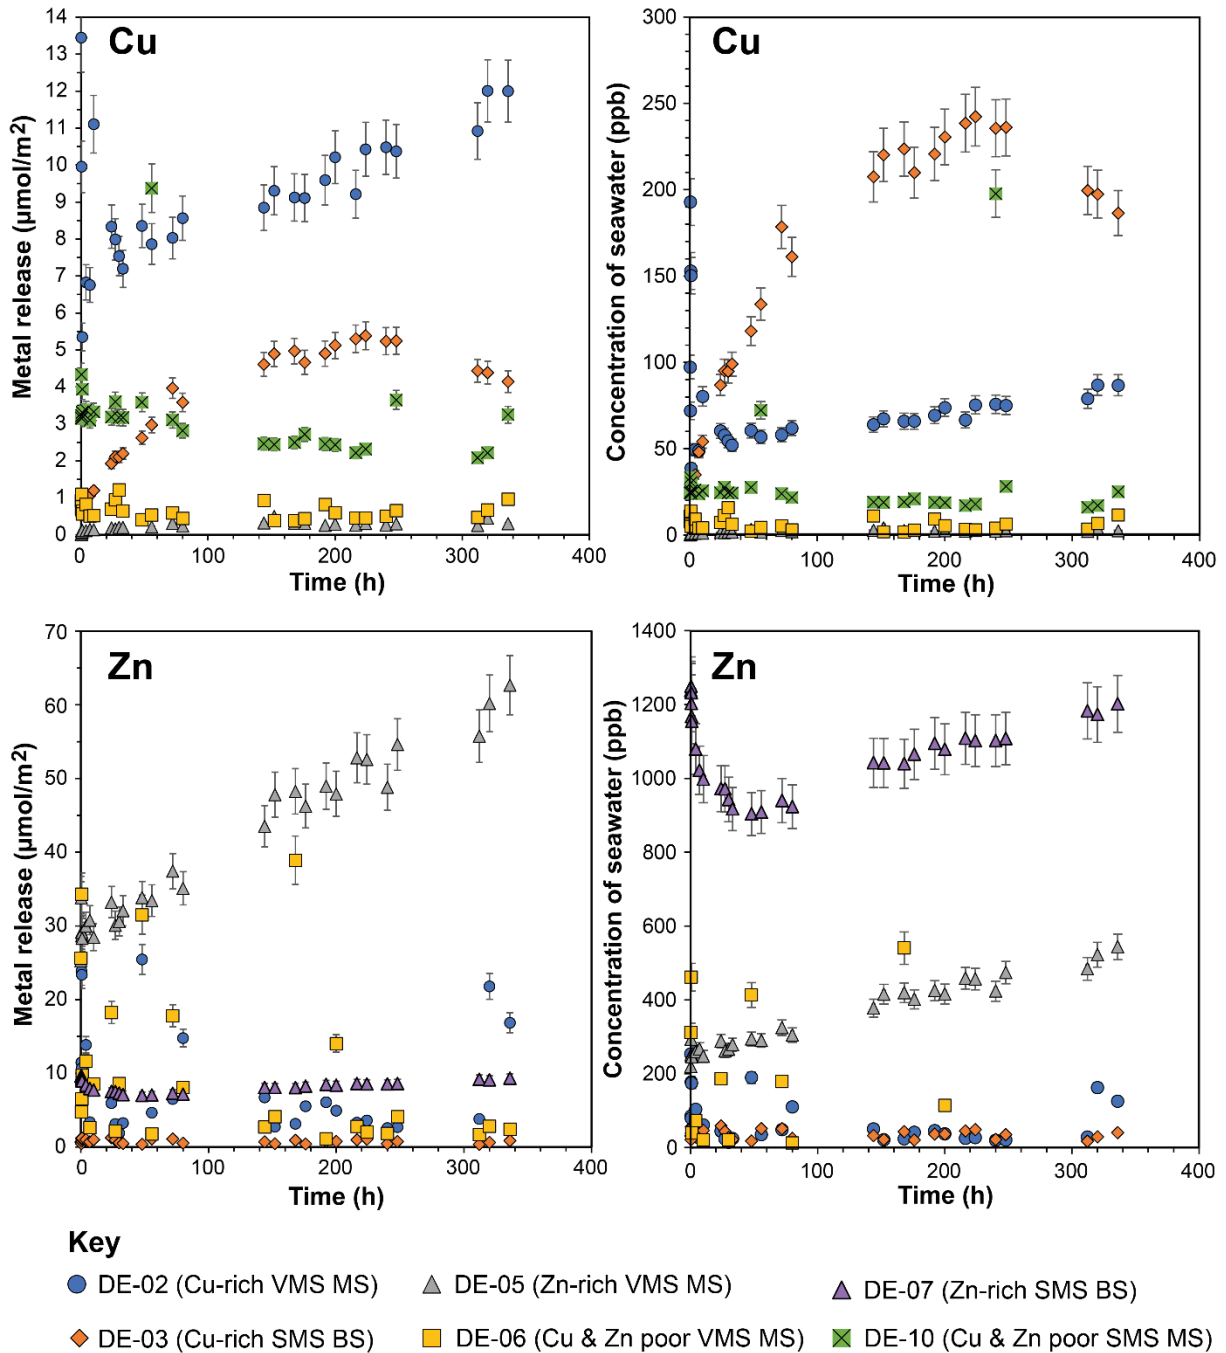 Cu
Metal release (µmol/m²)
14
13
12
11
10
9
8
7
6
5
4
3
2
1
0
0 100 200 300 400
Time (h)
Cu
Concentration of seawater (ppb)
300
250
200
150
100
50
0
0 100 200 300 400
Time (h)
Zn
Metal release (µmol/m²)
70
60
50
40
30
20
10
0
0 100 200 300 400
Time (h)
Zn
Concentration of seawater (ppb)
1400
1200
1000
800
600
400
200
0
0 100 200 300 400
Time (h)
Key
DE-02 (Cu-rich VMS MS) DE-05 (Zn-rich VMS MS) DE-07 (Zn-rich SMS BS)
DE-03 (Cu-rich SMS BS) DE-06 (Cu & Zn poor VMS MS) DE-10 (Cu & Zn poor SMS MS)